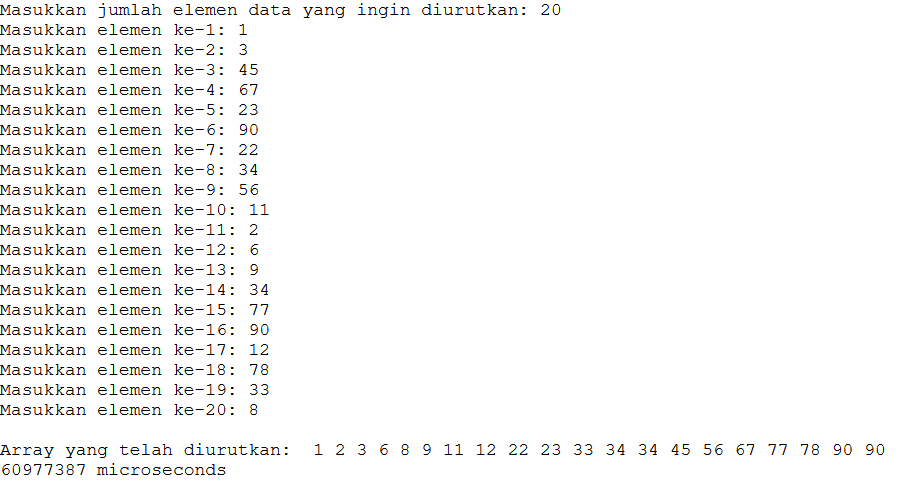 Masukkan jumlah elemen data yang ingin diurutkan: 20
Masukkan elemen ke-1: 1
Masukkan elemen ke-2: 3
Masukkan elemen ke-3: 45
Masukkan elemen ke-4: 67
Masukkan elemen ke-5: 23
Masukkan elemen ke-6: 90
Masukkan elemen ke-7: 22
Masukkan elemen ke-8: 34
Masukkan elemen ke-9: 56
Masukkan elemen ke-10: 11
Masukkan elemen ke-11: 2
Masukkan elemen ke-12: 6
Masukkan elemen ke-13: 9
Masukkan elemen ke-14: 34
Masukkan elemen ke-15: 77
Masukkan elemen ke-16: 90
Masukkan elemen ke-17: 12
Masukkan elemen ke-18: 78
Masukkan elemen ke-19: 33
Masukkan elemen ke-20: 8
Array yang telah diurutkan:  1 2 3 6 8 9 11 12 22 23 33 34 34 45 56 67 77 78 90 90
60977387 microseconds